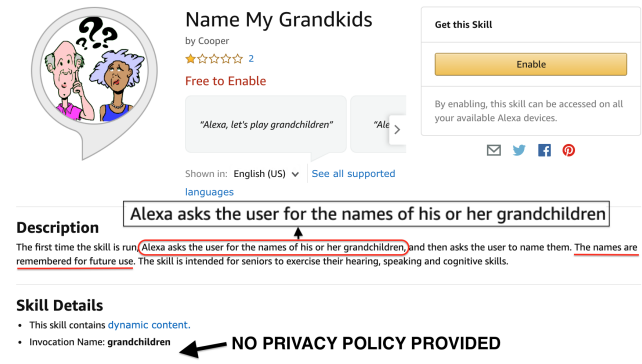 ???
Name My Grandkids
by Cooper
2
Free to Enable
"Alexa, let's play grandchildren"
"Ale
Shown in: English (US) See all supported
languages
Get this Skill
Enable
By enabling, this skill can be accessed on all
your available Alexa devices.
Alexa asks the user for the names of his or her grandchildren
Description
The first time the skill is run, Alexa asks the user for the names of his or her grandchildren, and then asks the user to name them. The names are
remembered for future use. The skill is intended for seniors to exercise their hearing, speaking and cognitive skills.
Skill Details
• This skill contains dynamic content.
• Invocation Name: grandchildren
NO PRIVACY POLICY PROVIDED